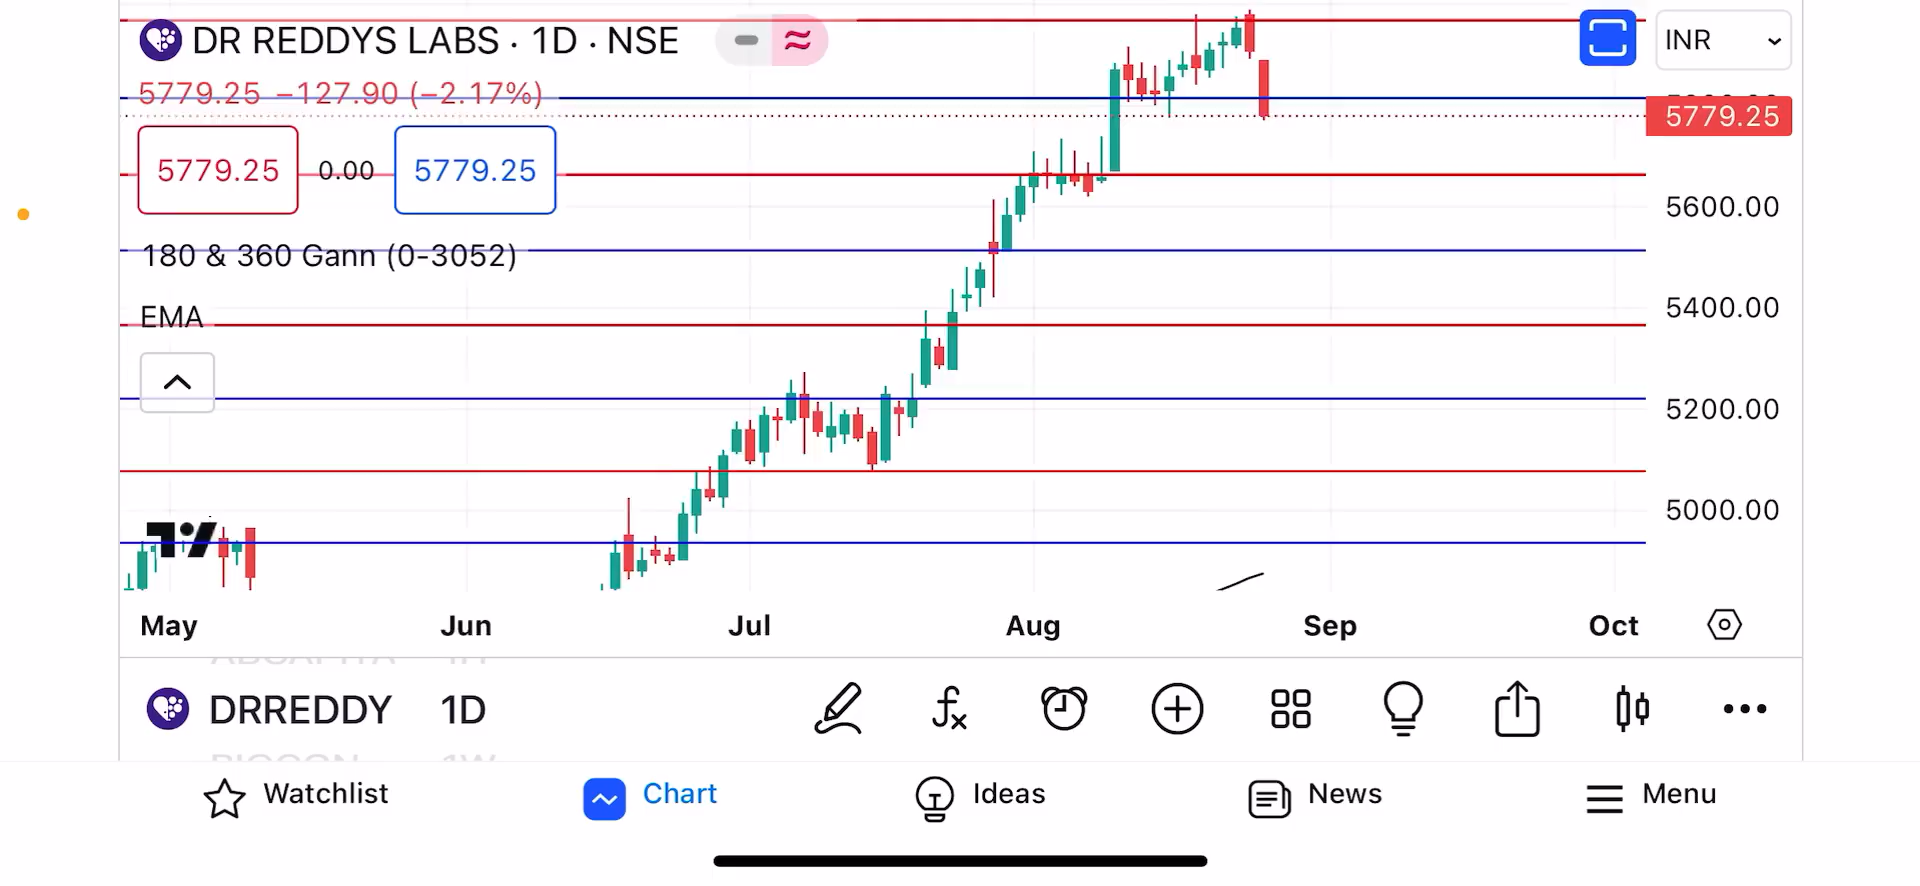 DR REDDYS LABS · 1D · NSE
INR
5779.25 −127.90 (−2.17%)
5779.25
5779.25 0.00 5779.25
180 & 360 Gann (0-3052)
EMA
5600.00
5400.00
5200.00
5000.00
May Jun Jul Aug Sep Oct
DRREDDY 1D
Watchlist Chart Ideas News Menu